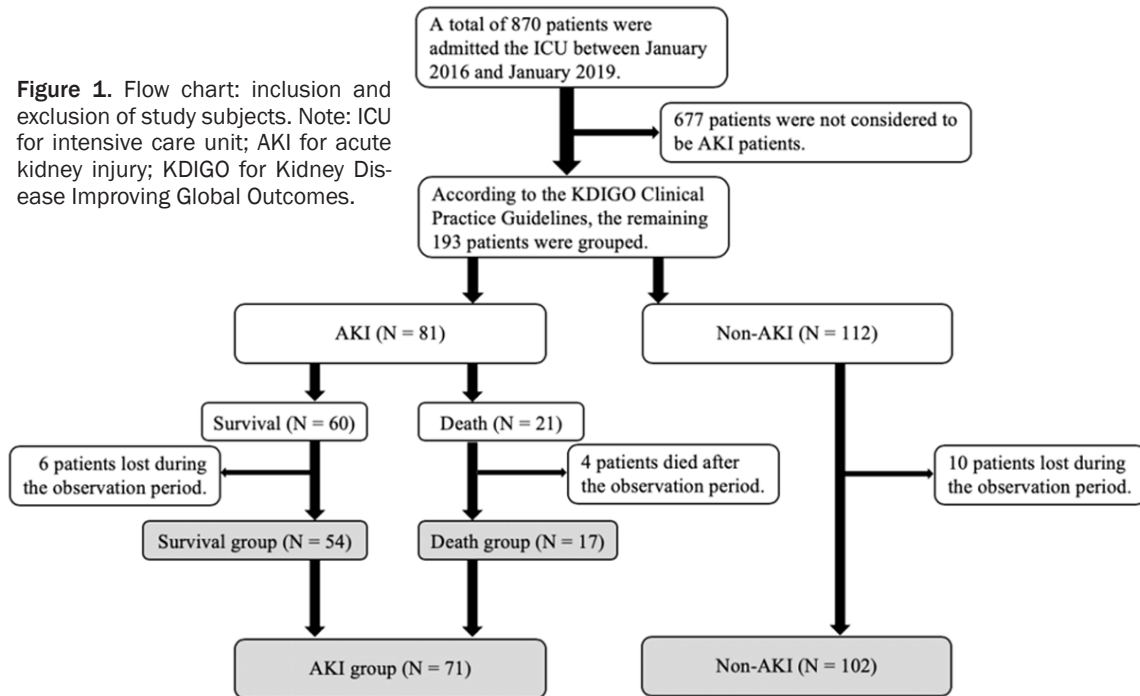 A total of 870 patients were
admitted the ICU between January
2016 and January 2019.
Figure 1. Flow chart: inclusion and
exclusion of study subjects. Note: ICU
for intensive care unit; AKI for acute
kidney injury; KDIGO for Kidney Dis-
ease Improving Global Outcomes.
677 patients were not considered to
be AKI patients.
According to the KDIGO Clinical
Practice Guidelines, the remaining
193 patients were grouped.
AKI (N = 81)
Non-AKI (N = 112)
Survival (N = 60)
Death (N = 21)
6 patients lost during
the observation period.
4 patients died after
the observation period.
10 patients lost during
the observation period.
Survival group (N = 54)
Death group (N = 17)
AKI group (N = 71)
Non-AKI (N = 102)